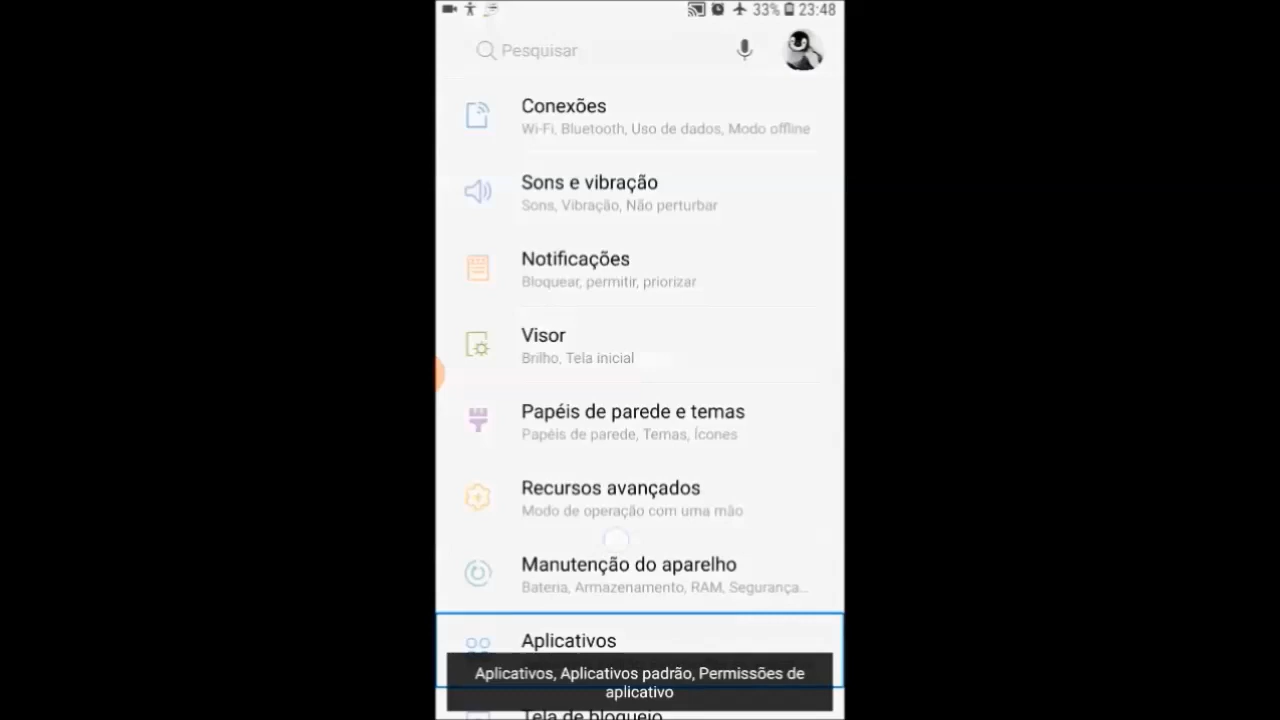 33% 23:48
Pesquisar
Conexões
Wi-Fi, Bluetooth, Uso de dados, Modo offline
Sons e vibração
Sons, Vibração, Não perturbar
Notificações
Bloquear, permitir, priorizar
Visor
Brilho, Tela inicial
Papéis de parede e temas
Papéis de parede, Temas, Ícones
Recursos avançados
Modo de operação com uma mão
Manutenção do aparelho
Bateria, Armazenamento, RAM, Segurança...
Aplicativos
Aplicativos, Aplicativos padrão, Permissões de
aplicativo
Tela de bloqueio